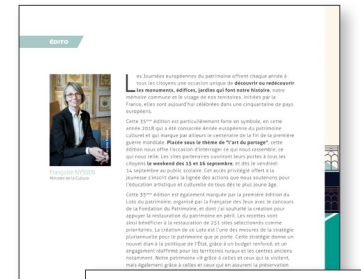 ÉDITO
Les Journées européennes du patrimoine offrent chaque année à
tous les citoyens une occasion unique de découvrir ou redécouvrir
les monuments, édifices, jardins qui font notre histoire, notre
mémoire commune et le visage de nos territoires. Initiées par la
France, elles sont aujourd'hui célébrées dans une cinquantaine de pays
européens.
Cette 35ème édition est particulièrement forte en symbole, en cette
année 2018 qui a été consacrée Année européenne du patrimoine
culturel et qui marque par ailleurs le centenaire de la fin de la première
guerre mondiale. Placée sous le thème de "l'art du partage", cette
édition nous offre l'occasion d'interroger ce qui nous rassemble, ce
qui nous relie. Les sites partenaires ouvriront leurs portes à tous les
citoyens le weekend des 15 et 16 septembre, et dès le vendredi
14 septembre au public scolaire. Cet accès privilégié offert à la
jeunesse s'inscrit dans la lignée des actions que nous soutenons pour
l'éducation artistique et culturelle de tous dès le plus jeune âge.
Cette 35ème édition est également marquée par la première édition du
Loto du patrimoine, organisé par le Française des Jeux avec le concours
de la Fondation du Patrimoine, et dont j'ai souhaité la création pour
appuyer la restauration du patrimoine en péril. Les recettes sont
ainsi bénéficier à la restauration de 251 sites sélectionnés comme
prioritaires. La création de ce Loto est l'une des mesures de la stratégie
pluriannuelle pour le patrimoine que je porte. Cette stratégie donne un
nouvel élan à la politique de l'État, grâce à un budget renforcé, et un
engagement réaffirmé pour les territoires ruraux et les centres anciens
notamment. Notre patrimoine vit grâce à celles et ceux qui le visitent,
mais également grâce à celles et ceux qui en assurent la préservation
Françoise NYSSEN
Ministre de la Culture